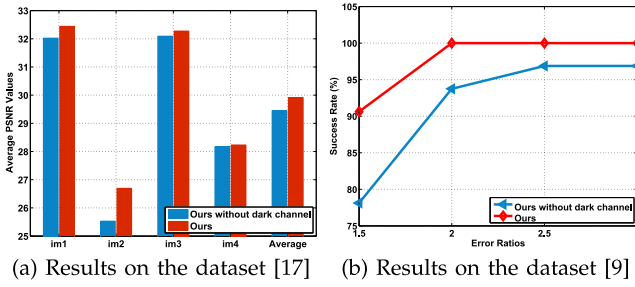 Average PSNR Values
33
32
31
30
29
28
27
26
25
im1 im2 im3 im4 Average
Ours without dark channel
Ours
(a) Results on the dataset [17]
Success Rate (%)
100
105
100
95
90
85
80
75
1.5 2 2.5
Error Ratios
Ours without dark channel
Ours
(b) Results on the dataset [9]